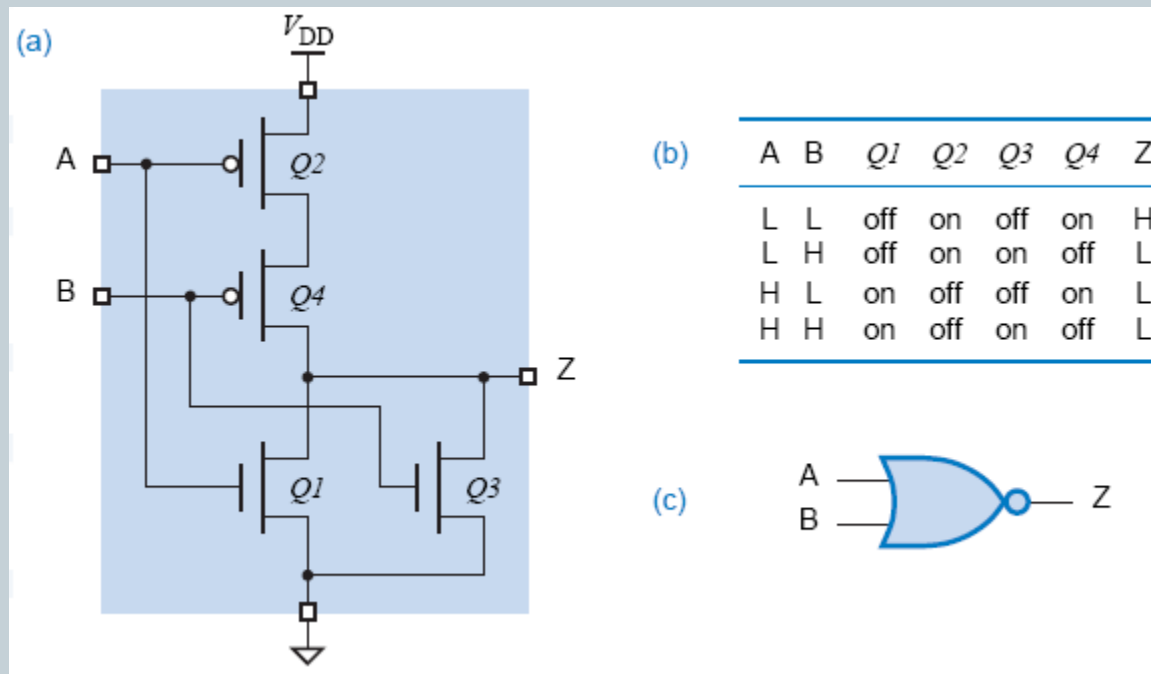 (a)
V_DD
A
Q2
B
Q4
Z
Q1
Q3
(b) A B Q1 Q2 Q3 Q4 Z
L L off on off on H
L H off on on off L
H L on off off on L
H H on off on off L
(c)
A
B
Z